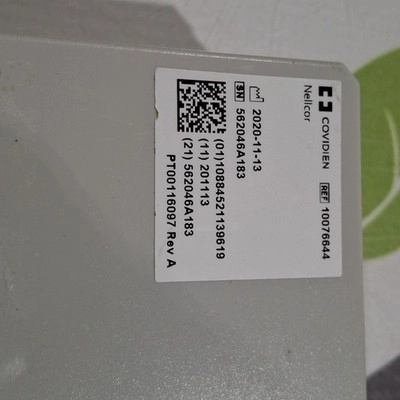 COVIDIEN
Nellcor
REF 10076644
2020-11-13
SN 562046A183
(01)10884521139619
(11) 201113
(21) 562046A183
PT00116097 Rev A